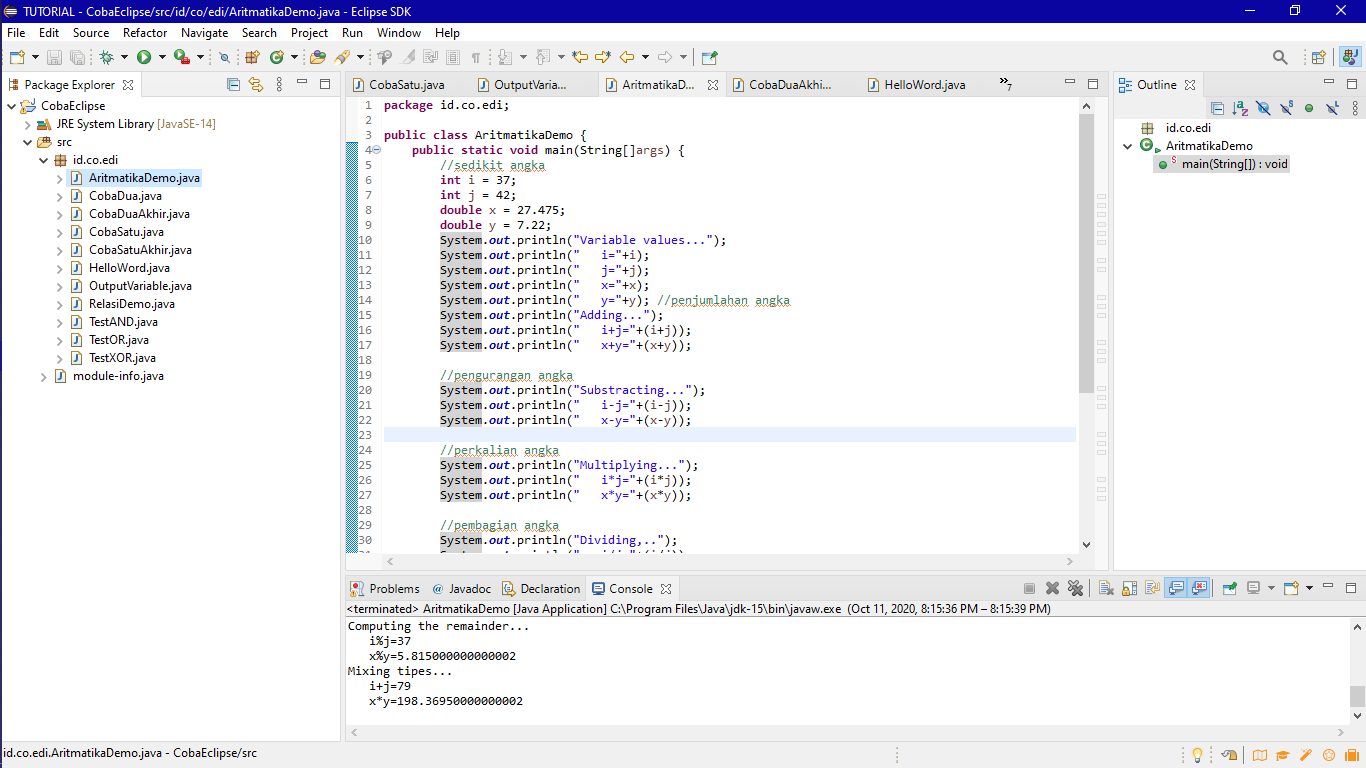 TUTORIAL - CobaEclipse/src/id/co/edi/AritmatikaDemo.java - Eclipse SDK
File Edit Source Refactor Navigate Search Project Run Window Help
Package Explorer
CobaEclipse
JRE System Library [JavaSE-14]
src
id.co.edi
AritmatikaDemo.java
CobaDua.java
CobaDuaAkhir.java
CobaSatu.java
CobaSatuAkhir.java
HelloWord.java
OutputVariable.java
RelasiDemo.java
TestAND.java
TestOR.java
TestXOR.java
module-info.java
CobaSatu.java OutputVaria... AritmatikaD... CobaDuaAkhi... HelloWord.java »7
1 package id.co.edi;
2
3 public class AritmatikaDemo {
4 public static void main(String[]args) {
5 //sedikit angka
6 int i = 37;
7 int j = 42;
8 double x = 27.475;
9 double y = 7.22;
10 System.out.println("Variable values...");
11 System.out.println("   i="+i);
12 System.out.println("   j="+j);
13 System.out.println("   x="+x);
14 System.out.println("   y="+y); //penjumlahan angka
15 System.out.println("Adding...");
16 System.out.println("   i+j="+(i+j));
17 System.out.println("   x+y="+(x+y));
18
19 //pengurangan angka
20 System.out.println("Substracting...");
21 System.out.println("   i-j="+(i-j));
22 System.out.println("   x-y="+(x-y));
23
24 //perkalian angka
25 System.out.println("Multiplying...");
26 System.out.println("   i*j="+(i*j));
27 System.out.println("   x*y="+(x*y));
28
29 //pembagian angka
30 System.out.println("Dividing,..");
Outline
id.co.edi
AritmatikaDemo
main(String[]) : void
Problems @ Javadoc Declaration Console
<terminated> AritmatikaDemo [Java Application] C:\Program Files\Java\jdk-15\bin\javaw.exe (Oct 11, 2020, 8:15:36 PM – 8:15:39 PM)
Computing the remainder...
i%j=37
x%y=5.815000000000002
Mixing tipes...
i+j=79
x*y=198.36950000000002
id.co.edi.AritmatikaDemo.java - CobaEclipse/src